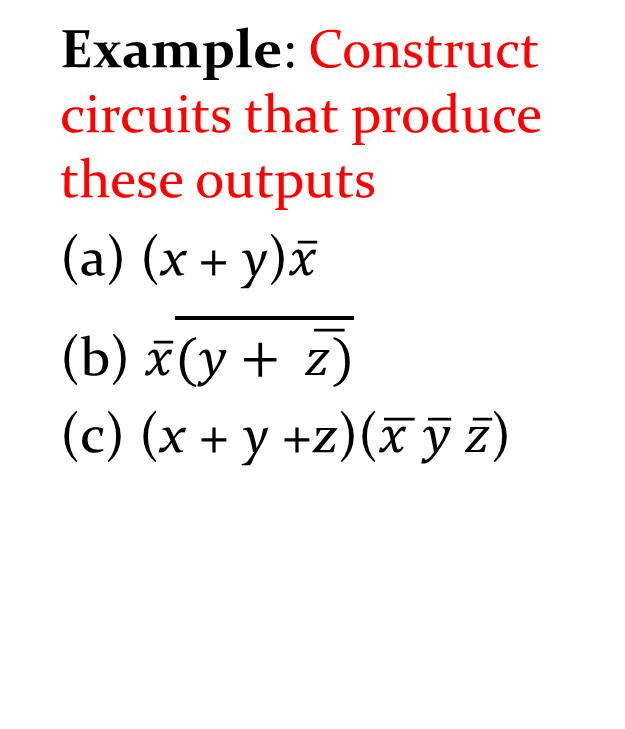 Example: Construct
circuits that produce
these outputs
(a) (x + y)x̄
(b) x̄(y + z̄)̅
(c) (x + y +z)(x̄ ȳ z̄)